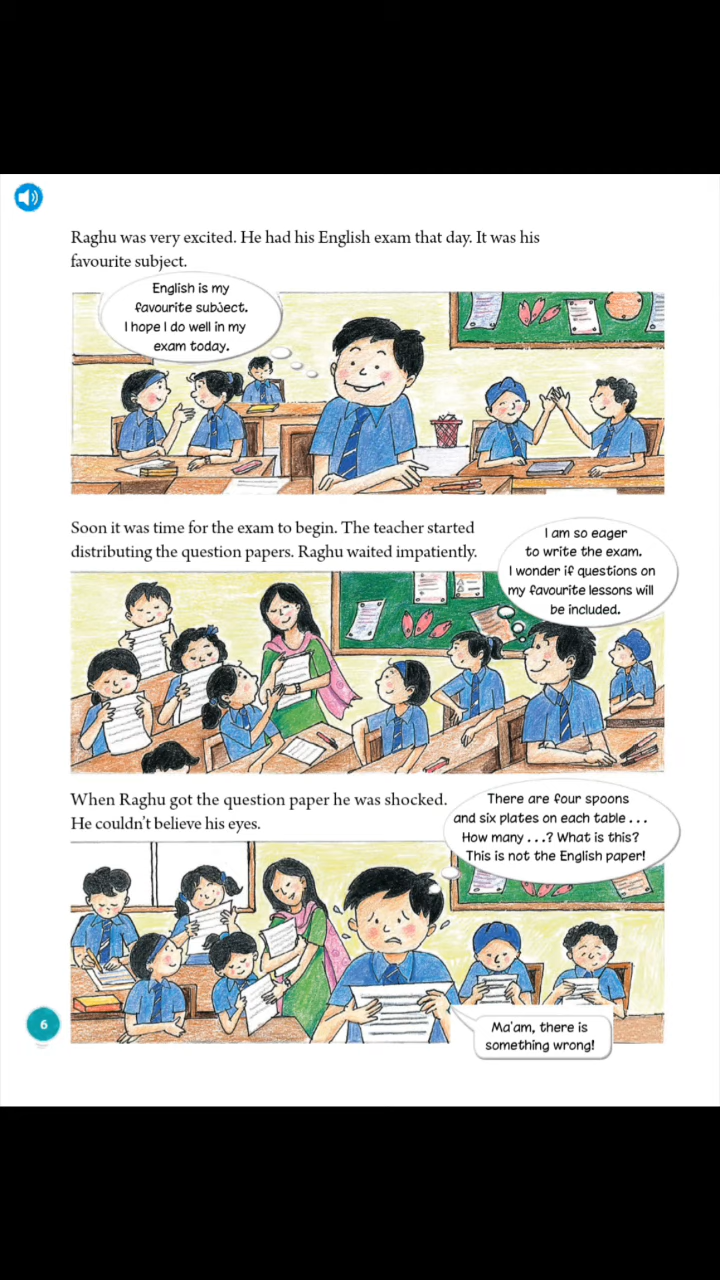 Raghu was very excited. He had his English exam that day. It was his
favourite subject.
English is my
favourite subject.
I hope I do well in my
exam today.
Soon it was time for the exam to begin. The teacher started
distributing the question papers. Raghu waited impatiently.
I am so eager
to write the exam.
I wonder if questions on
my favourite lessons will
be included.
When Raghu got the question paper he was shocked.
He couldn't believe his eyes.
There are four spoons
and six plates on each table . . .
How many . . .? What is this?
This is not the English paper!
Ma'am, there is
something wrong!
6